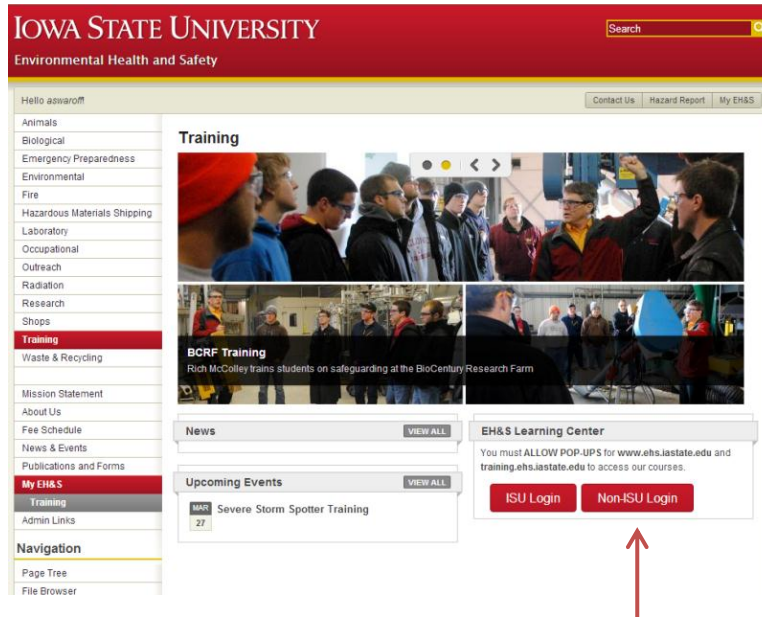 IOWA STATE UNIVERSITY
Search
Environmental Health and Safety
Hello aswaroff!
Contact Us
Hazard Report
My EH&S
Animals
Biological
Emergency Preparedness
Environmental
Fire
Hazardous Materials Shipping
Laboratory
Occupational
Outreach
Radiation
Research
Shops
Training
Waste & Recycling
Mission Statement
About Us
Fee Schedule
News & Events
Publications and Forms
My EH&S
Training
Admin Links
Navigation
Page Tree
File Browser
Training
BCRF Training
Rich McColley trains students on safeguarding at the BioCentury Research Farm
News
VIEW ALL
Upcoming Events
VIEW ALL
MAR
27
Severe Storm Spotter Training
EH&S Learning Center
You must ALLOW POP-UPS for www.ehs.iastate.edu and
training.ehs.iastate.edu to access our courses.
ISU Login
Non-ISU Login